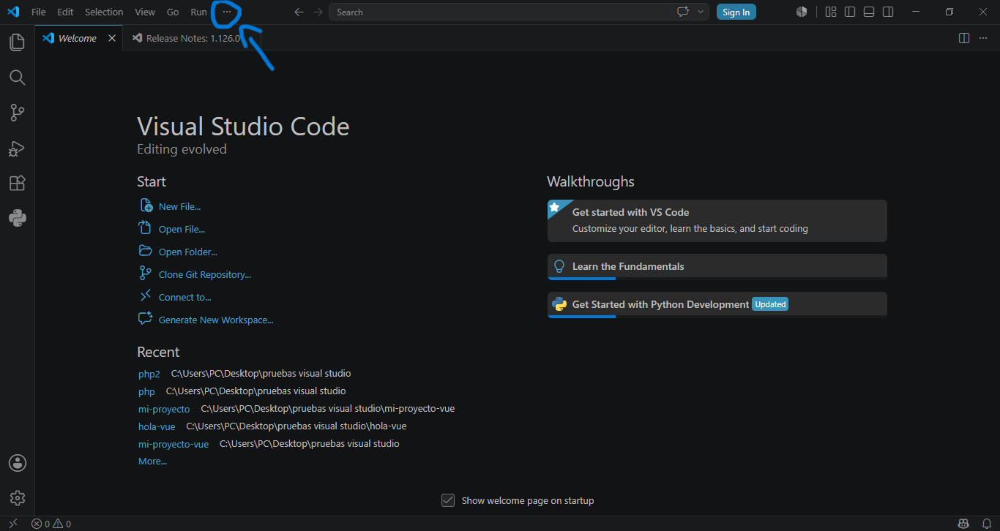 File Edit Selection View Go Run ... Search Sign In
Welcome Release Notes: 1.126.0
Visual Studio Code
Editing evolved
Start
New File...
Open File...
Open Folder...
Clone Git Repository...
Connect to...
Generate New Workspace...
Recent
php2 C:\Users\PC\Desktop\pruebas visual studio
php C:\Users\PC\Desktop\pruebas visual studio
mi-proyecto C:\Users\PC\Desktop\pruebas visual studio\mi-proyecto-vue
hola-vue C:\Users\PC\Desktop\pruebas visual studio\hola-vue
mi-proyecto-vue C:\Users\PC\Desktop\pruebas visual studio
More...
Walkthroughs
Get started with VS Code
Customize your editor, learn the basics, and start coding
Learn the Fundamentals
Get Started with Python Development Updated
Show welcome page on startup
0 0